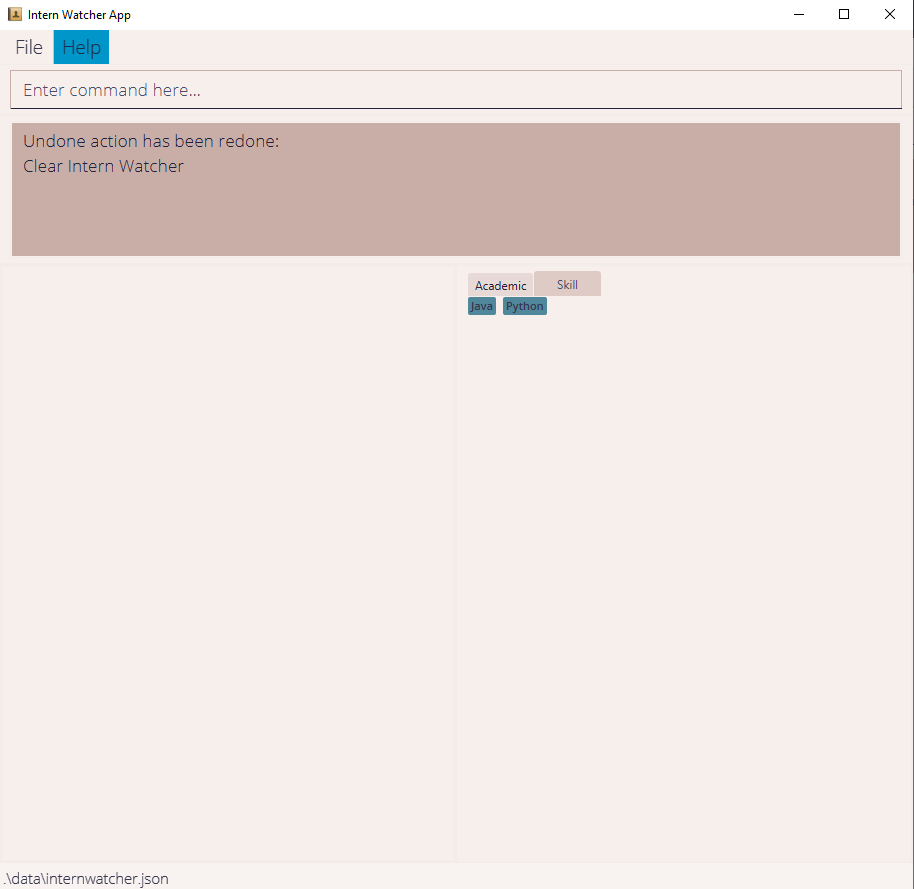 Intern Watcher App
File Help
Enter command here...
Undone action has been redone:
Clear Intern Watcher
Academic Skill
Java Python
.\data\internwatcher.json